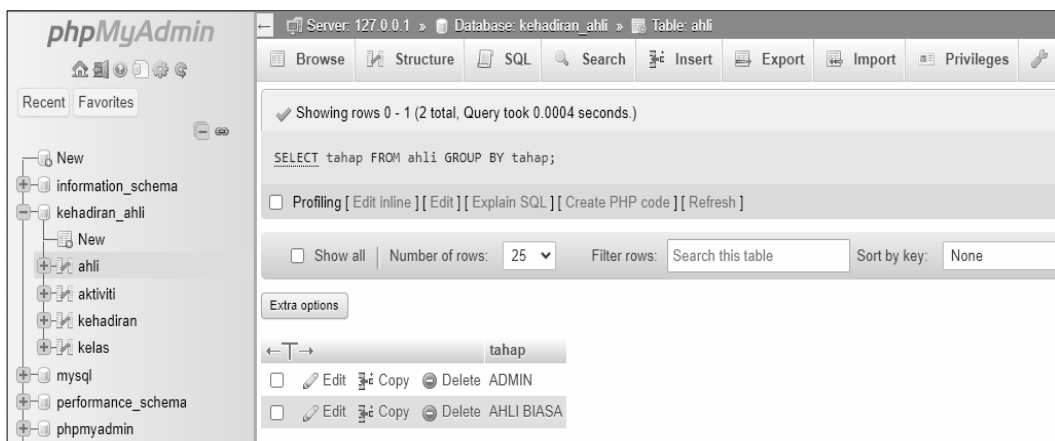 phpMyAdmin
Recent Favorites
New
information_schema
kehadiran_ahli
New
ahli
aktiviti
kehadiran
kelas
mysql
performance_schema
phpmyadmin
Server: 127.0.0.1 » Database: kehadiran_ahli » Table: ahli
Browse Structure SQL Search Insert Export Import Privileges
Showing rows 0 - 1 (2 total, Query took 0.0004 seconds.)
SELECT tahap FROM ahli GROUP BY tahap;
Profiling [ Edit inline ] [ Edit ] [ Explain SQL ] [ Create PHP code ] [ Refresh ]
Show all | Number of rows: 25 Filter rows: Search this table Sort by key: None
Extra options
←T→ tahap
Edit Copy Delete ADMIN
Edit Copy Delete AHLI BIASA